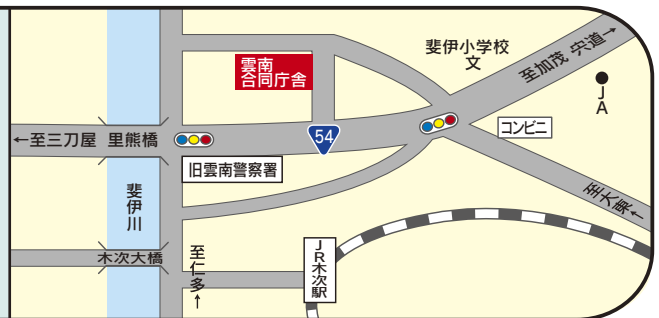 斐伊小学校
文
至加茂 宍道→
JA
雲南
合同庁舎
←至三刀屋 里熊橋
54
コンビニ
旧雲南警察署
斐伊川
至大東←
木次大橋
至仁多→
JR木次駅